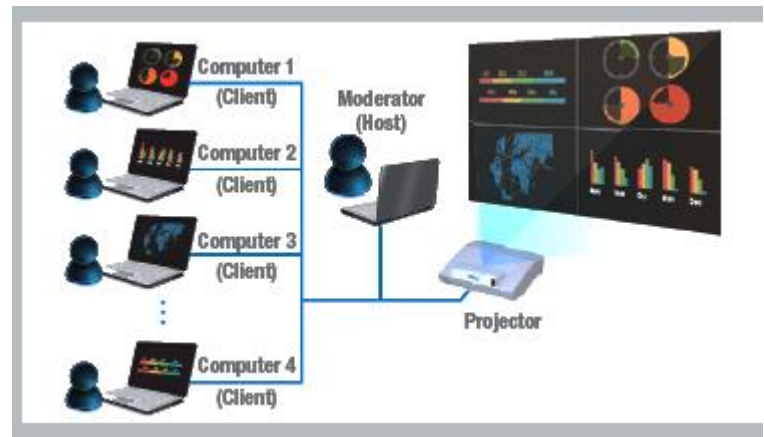 Computer 1
(Client)
Moderator
(Host)
Computer 2
(Client)
Computer 3
(Client)
Projector
Computer 4
(Client)